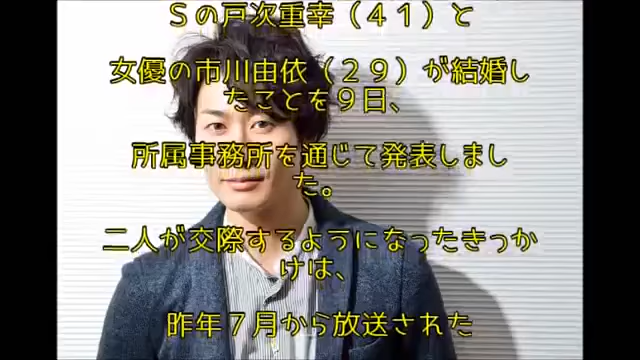 Ｓの戸次重幸（４１）と
女優の市川由依（２９）が結婚し
たことを９日、
所属事務所を通じて発表しまし
た。
二人が交際するようになったきっか
けは、
昨年７月から放送された